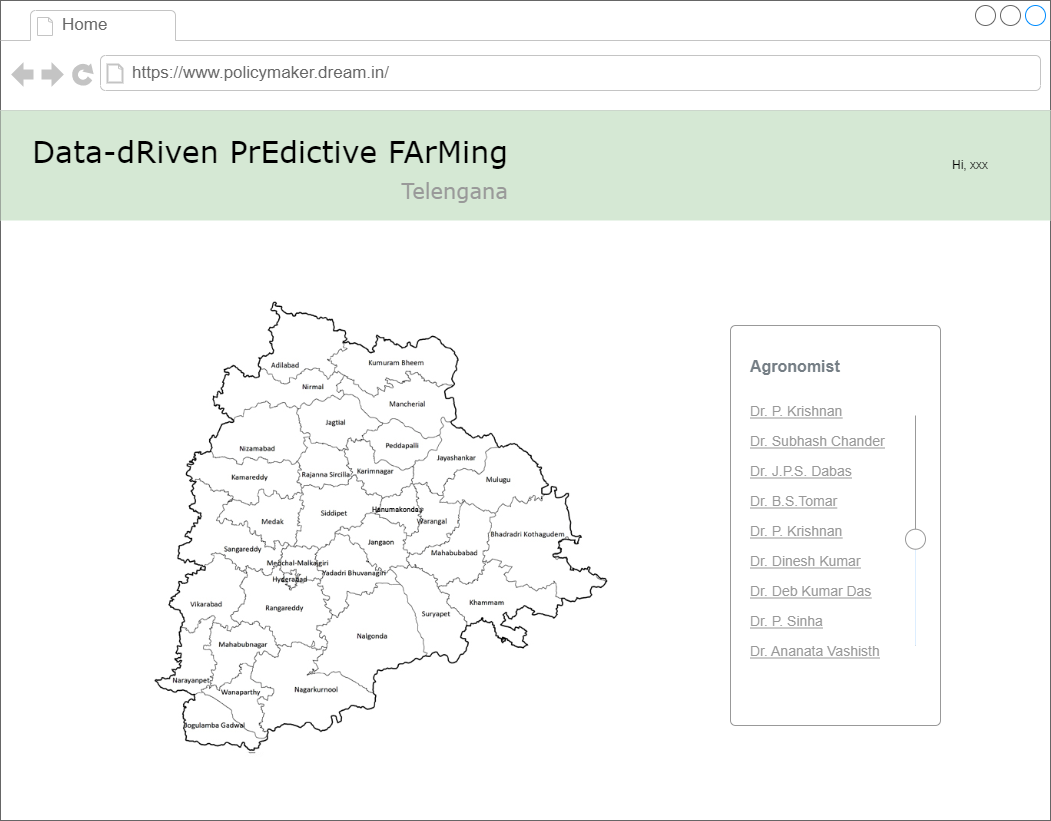 Home
https://www.policymaker.dream.in/
Data-dRiven PrEdictive FArMing
Telengana
Hi, xxx
Adilabad
Kumuram Bheem
Nirmal
Mancherial
Jagtial
Peddapalli
Nizamabad
Jayashankar
Kamareddy
Rajanna Sircilla
Karimnagar
Mulugu
Siddipet
Hanumakonda
Medak
Warangal
Bhadradri Kothagudem
Jangaon
Sangareddy
Mahabubabad
Medchal-Malkajgiri
Yadadri Bhuvanagiri
Hyderabad
Vikarabad
Rangareddy
Khammam
Suryapet
Nalgonda
Mahabubnagar
Narayanpet
Wanaparthy
Nagarkurnool
Jogulamba Gadwal
Agronomist
Dr. P. Krishnan
Dr. Subhash Chander
Dr. J.P.S. Dabas
Dr. B.S.Tomar
Dr. P. Krishnan
Dr. Dinesh Kumar
Dr. Deb Kumar Das
Dr. P. Sinha
Dr. Ananata Vashisth